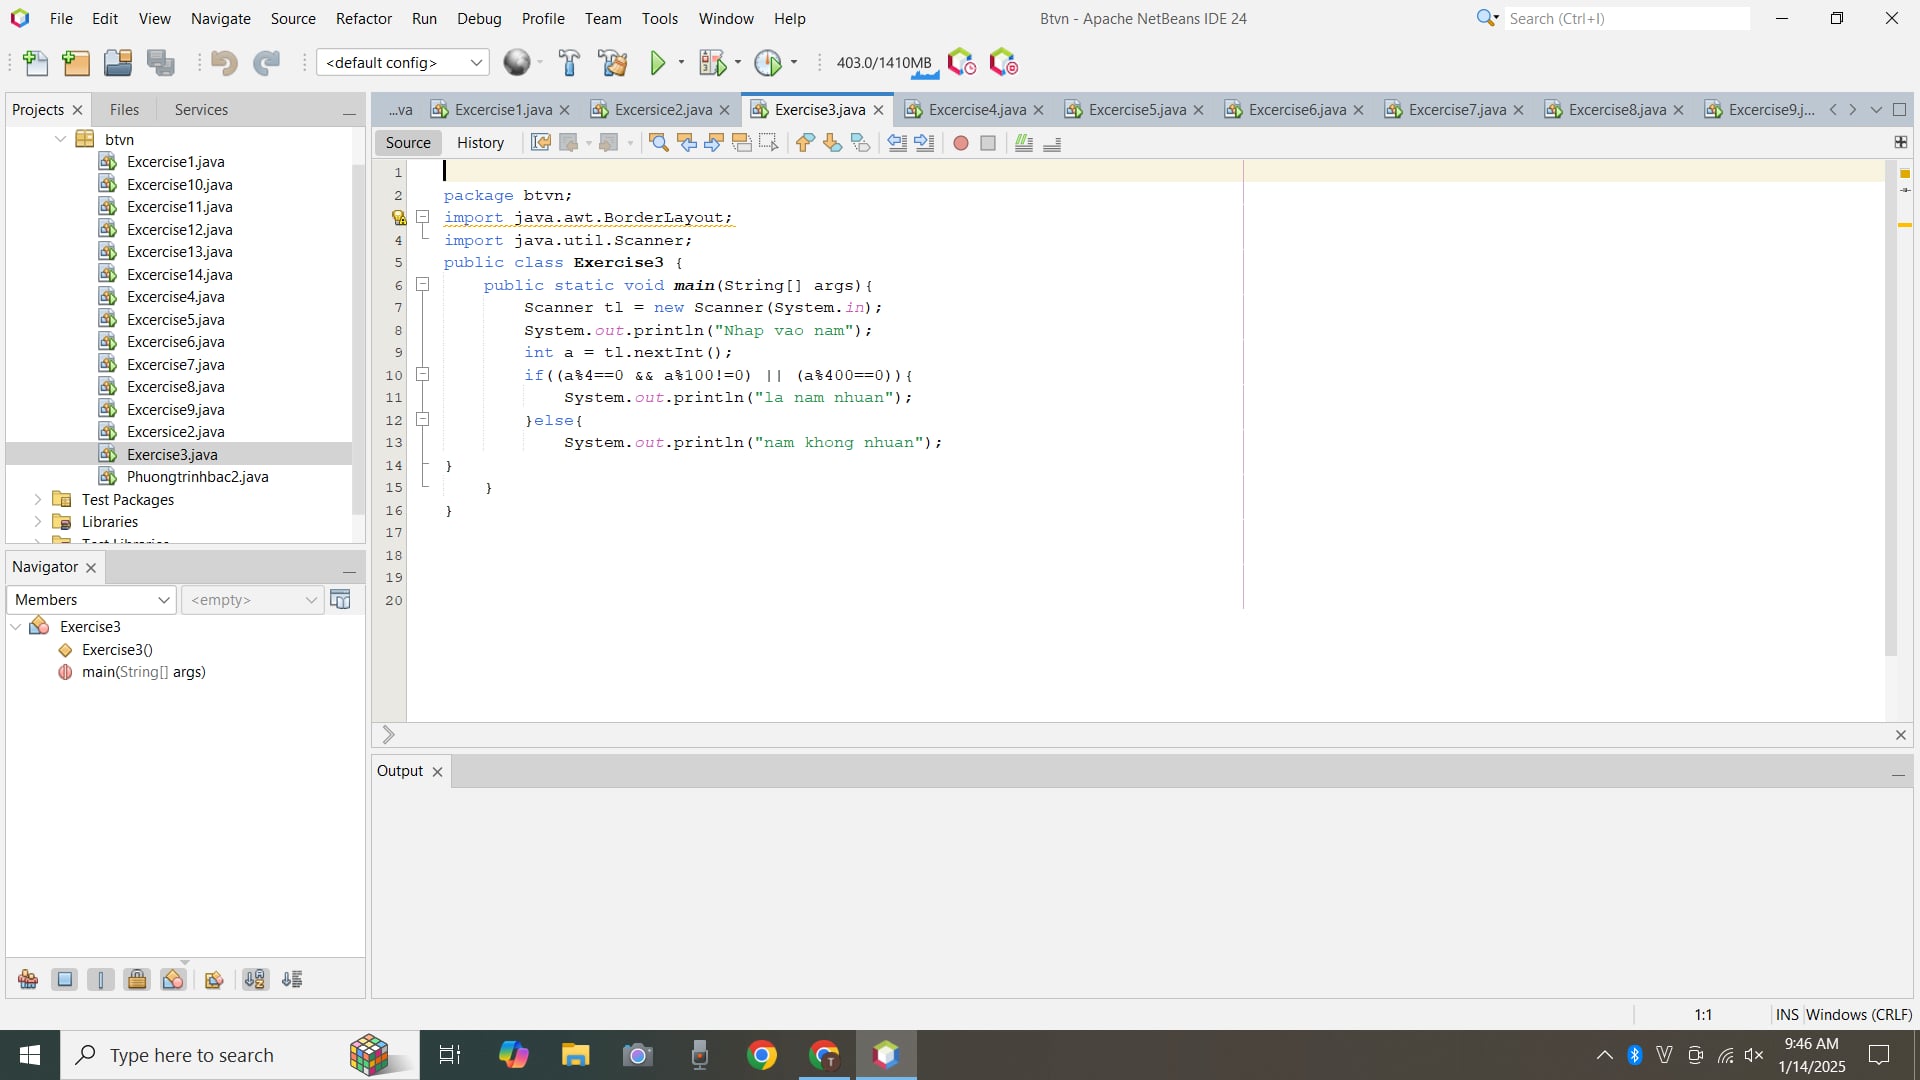 File Edit View Navigate Source Refactor Run Debug Profile Team Tools Window Help
Btvn - Apache NetBeans IDE 24
Search (Ctrl+I)
<default config>
403.0/1410MB
Projects
Files
Services
...va
Excercise1.java
Excersice2.java
Exercise3.java
Excercise4.java
Excercise5.java
Excercise6.java
Excercise7.java
Excercise8.java
Excercise9.j...
Source
History
btvn
Excercise1.java
Excercise10.java
Excercise11.java
Excercise12.java
Excercise13.java
Excercise14.java
Excercise4.java
Excercise5.java
Excercise6.java
Excercise7.java
Excercise8.java
Excercise9.java
Excersice2.java
Exercise3.java
Phuongtrinhbac2.java
Test Packages
Libraries
Test Libraries
1
2 package btvn;
import java.awt.BorderLayout;
4 import java.util.Scanner;
5 public class Exercise3 {
6 public static void main(String[] args){
7 Scanner tl = new Scanner(System.in);
8 System.out.println("Nhap vao nam");
9 int a = tl.nextInt();
10 if((a%4==0 && a%100!=0) || (a%400==0)){
11 System.out.println("la nam nhuan");
12 }else{
13 System.out.println("nam khong nhuan");
14 }
15 }
16 }
17
18
19
20
Navigator
Members
<empty>
Exercise3
Exercise3()
main(String[] args)
Output
1:1
INS
Windows (CRLF)
Type here to search
9:46 AM
1/14/2025